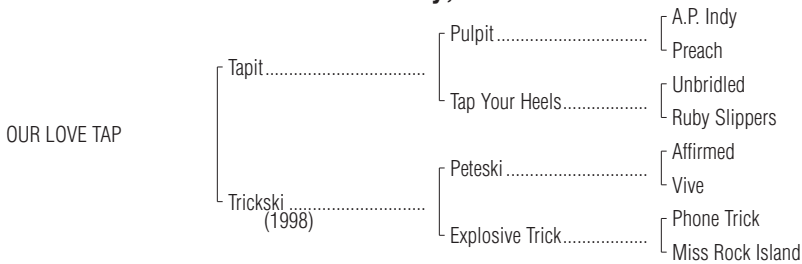 A.P. Indy
Pulpit..................................
Preach
Tapit....................................
Unbridled
Tap Your Heels...................
Ruby Slippers
OUR LOVE TAP
Affirmed
Peteski ................................
Vive
Trickski ...............................
(1998)
Phone Trick
Explosive Trick...................
Miss Rock Island